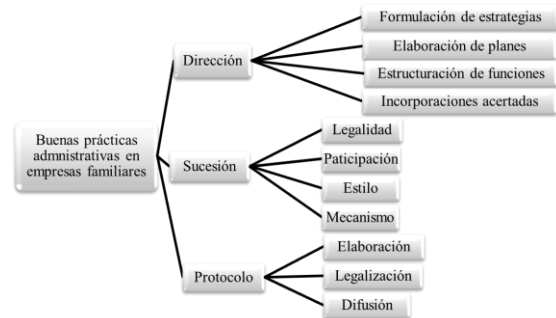 Buenas prácticas
admnistrativas en
empresas familiares
Dirección
Formulación de estrategias
Elaboración de planes
Estructuración de funciones
Incorporaciones acertadas
Sucesión
Legalidad
Paticipación
Estilo
Mecanismo
Protocolo
Elaboración
Legalización
Difusión